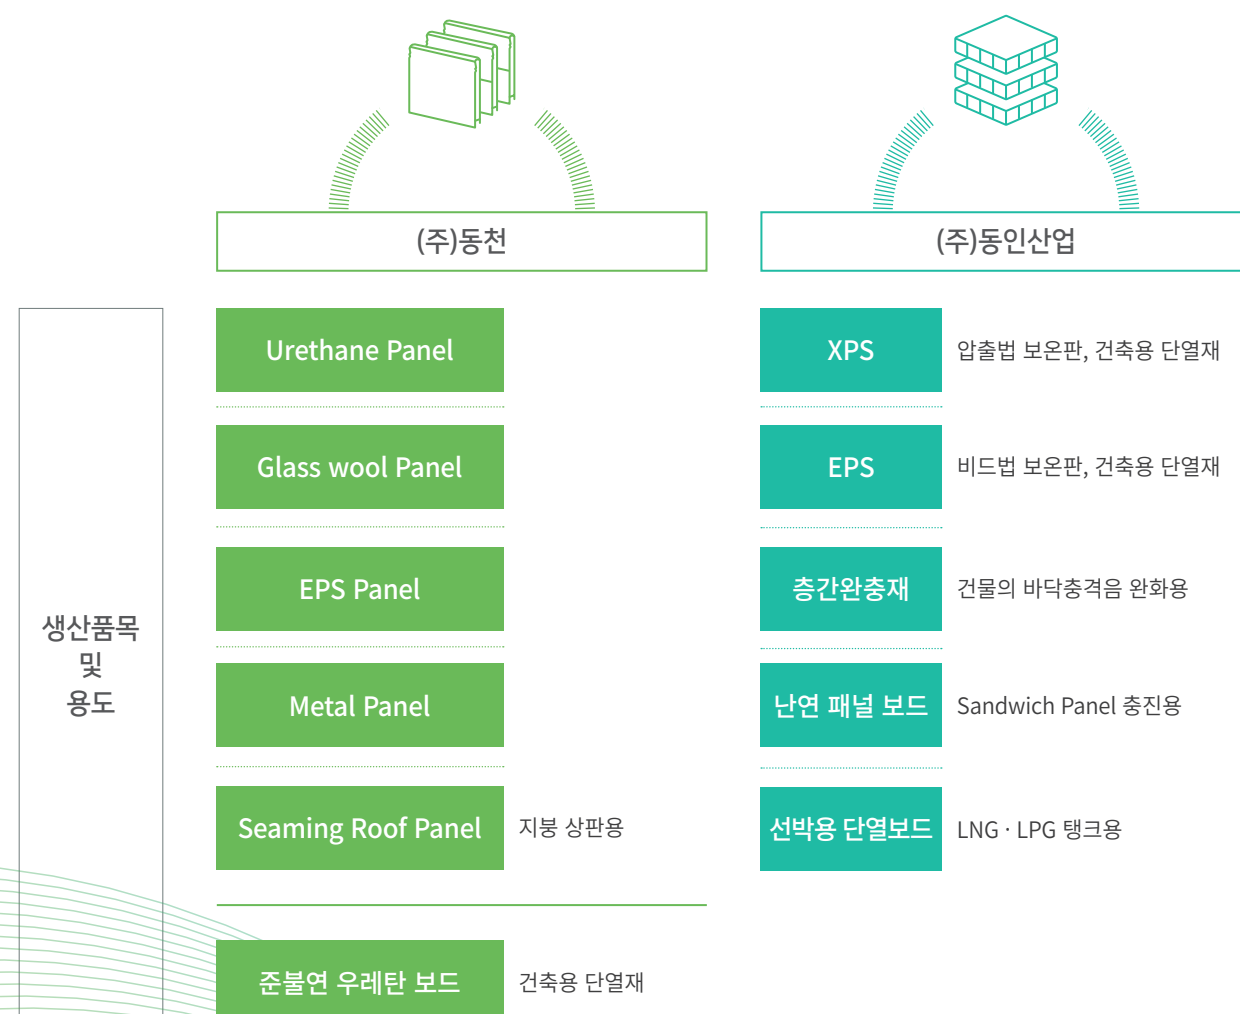 (주)동천
(주)동인산업
생산품목
및
용도
Urethane Panel
Glass wool Panel
EPS Panel
Metal Panel
Seaming Roof Panel 지붕 상판용
준불연 우레탄 보드 건축용 단열재
XPS 압출법 보온판, 건축용 단열재
EPS 비드법 보온판, 건축용 단열재
층간완충재 건물의 바닥충격음 완화용
난연 패널 보드 Sandwich Panel 충진용
선박용 단열보드 LNG · LPG 탱크용